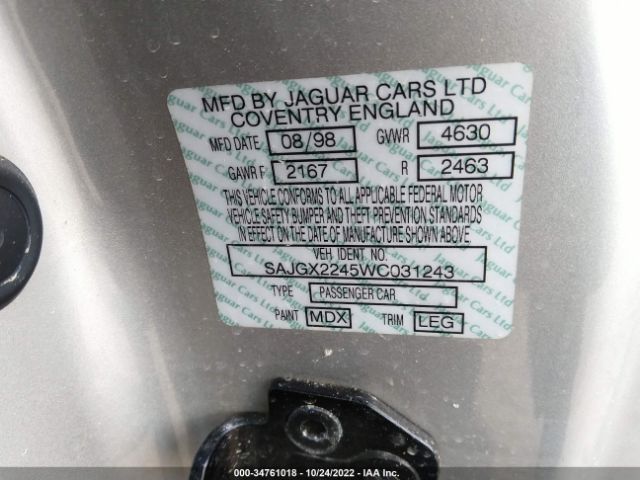 MFD BY JAGUAR CARS LTD
COVENTRY ENGLAND
MFD DATE 08/98 GVWR 4630
GAWR F 2167 R 2463
THIS VEHICLE CONFORMS TO ALL APPLICABLE FEDERAL MOTOR
VEHICLE SAFETY BUMPER AND THEFT PREVENTION STANDARDS
IN EFFECT ON THE DATE OF MANUFACTURE SHOWN ABOVE.
VEH IDENT. NO.
SAJGX2245WC031243
TYPE PASSENGER CAR
PAINT MDX TRIM LEG
000-34761018 - 10/24/2022 - IAA Inc.